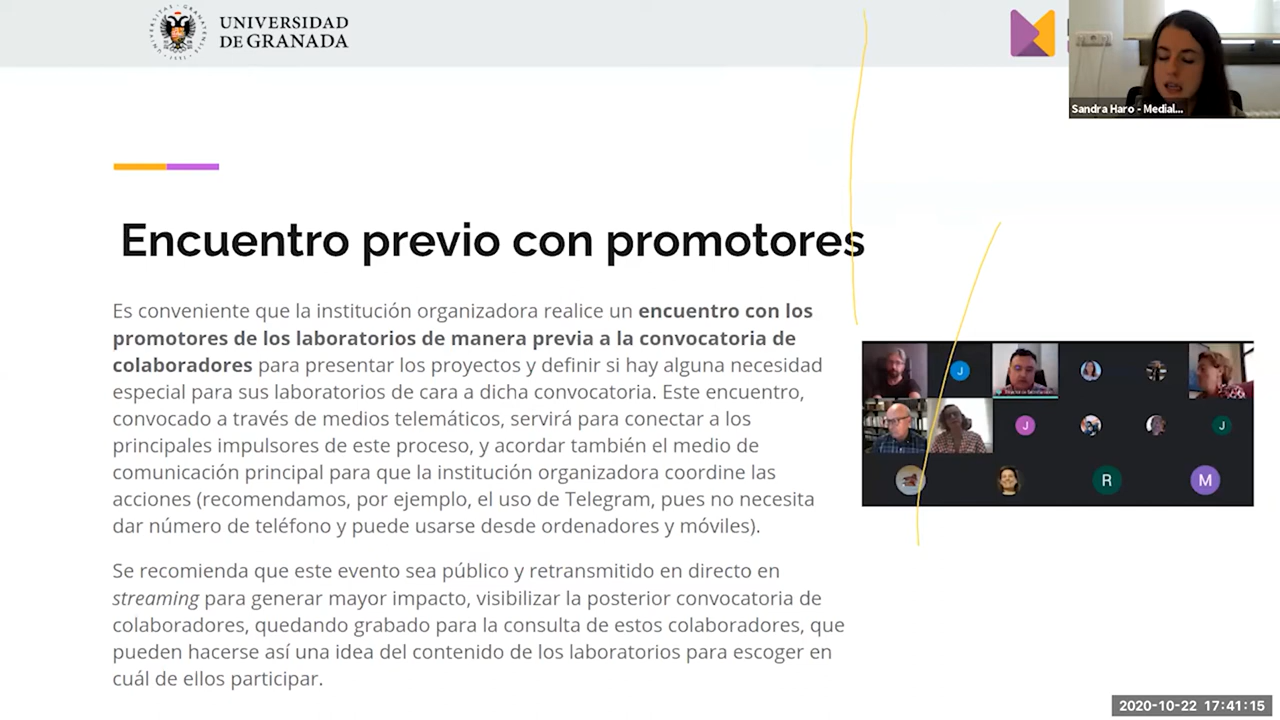 UNIVERSIDAD
DE GRANADA
Sandra Haro - Medial...
Encuentro previo con promotores
Es conveniente que la institución organizadora realice un encuentro con los
promotores de los laboratorios de manera previa a la convocatoria de
colaboradores para presentar los proyectos y definir si hay alguna necesidad
especial para sus laboratorios de cara a dicha convocatoria. Este encuentro,
convocado a través de medios telemáticos, servirá para conectar a los
principales impulsores de este proceso, y acordar también el medio de
comunicación principal para que la institución organizadora coordine las
acciones (recomendamos, por ejemplo, el uso de Telegram, pues no necesita
dar número de teléfono y puede usarse desde ordenadores y móviles).
Se recomienda que este evento sea público y retransmitido en directo en
streaming para generar mayor impacto, visibilizar la posterior convocatoria de
colaboradores, quedando grabado para la consulta de estos colaboradores, que
pueden hacerse así una idea del contenido de los laboratorios para escoger en
cuál de ellos participar.
J
J
J
R
M
2020-10-22 17:41:15